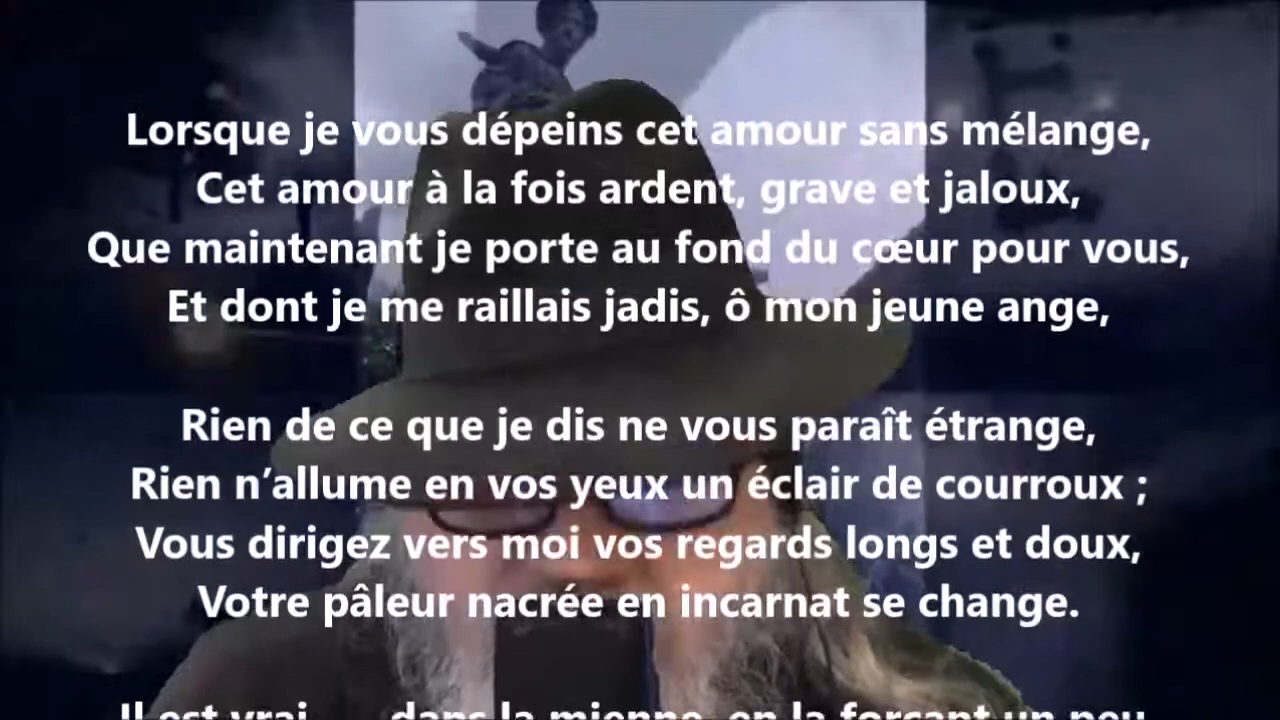 Lorsque je vous dépeins cet amour sans mélange,
Cet amour à la fois ardent, grave et jaloux,
Que maintenant je porte au fond du cœur pour vous,
Et dont je me raillais jadis, ô mon jeune ange,
Rien de ce que je dis ne vous paraît étrange,
Rien n’allume en vos yeux un éclair de courroux ;
Vous dirigez vers moi vos regards longs et doux,
Votre pâleur nacrée en incarnat se change.
Il est vrai, dans la mienne, en la forçant un peu